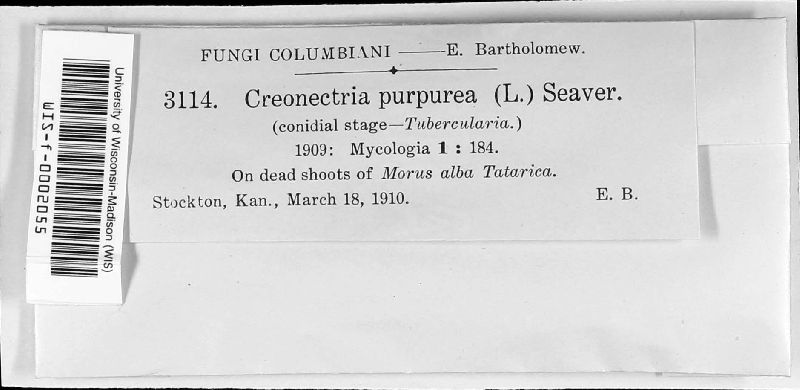 FUNGI COLUMBIANI —— E. Bartholomew.
3114. Creonectria purpurea (L.) Seaver.
(conidial stage—Tubercularia.)
1909: Mycologia 1 : 184.
On dead shoots of Morus alba Tatarica.
Stockton, Kan., March 18, 1910. E. B.
University of Wisconsin-Madison (WIS)
WIS-f-0002055